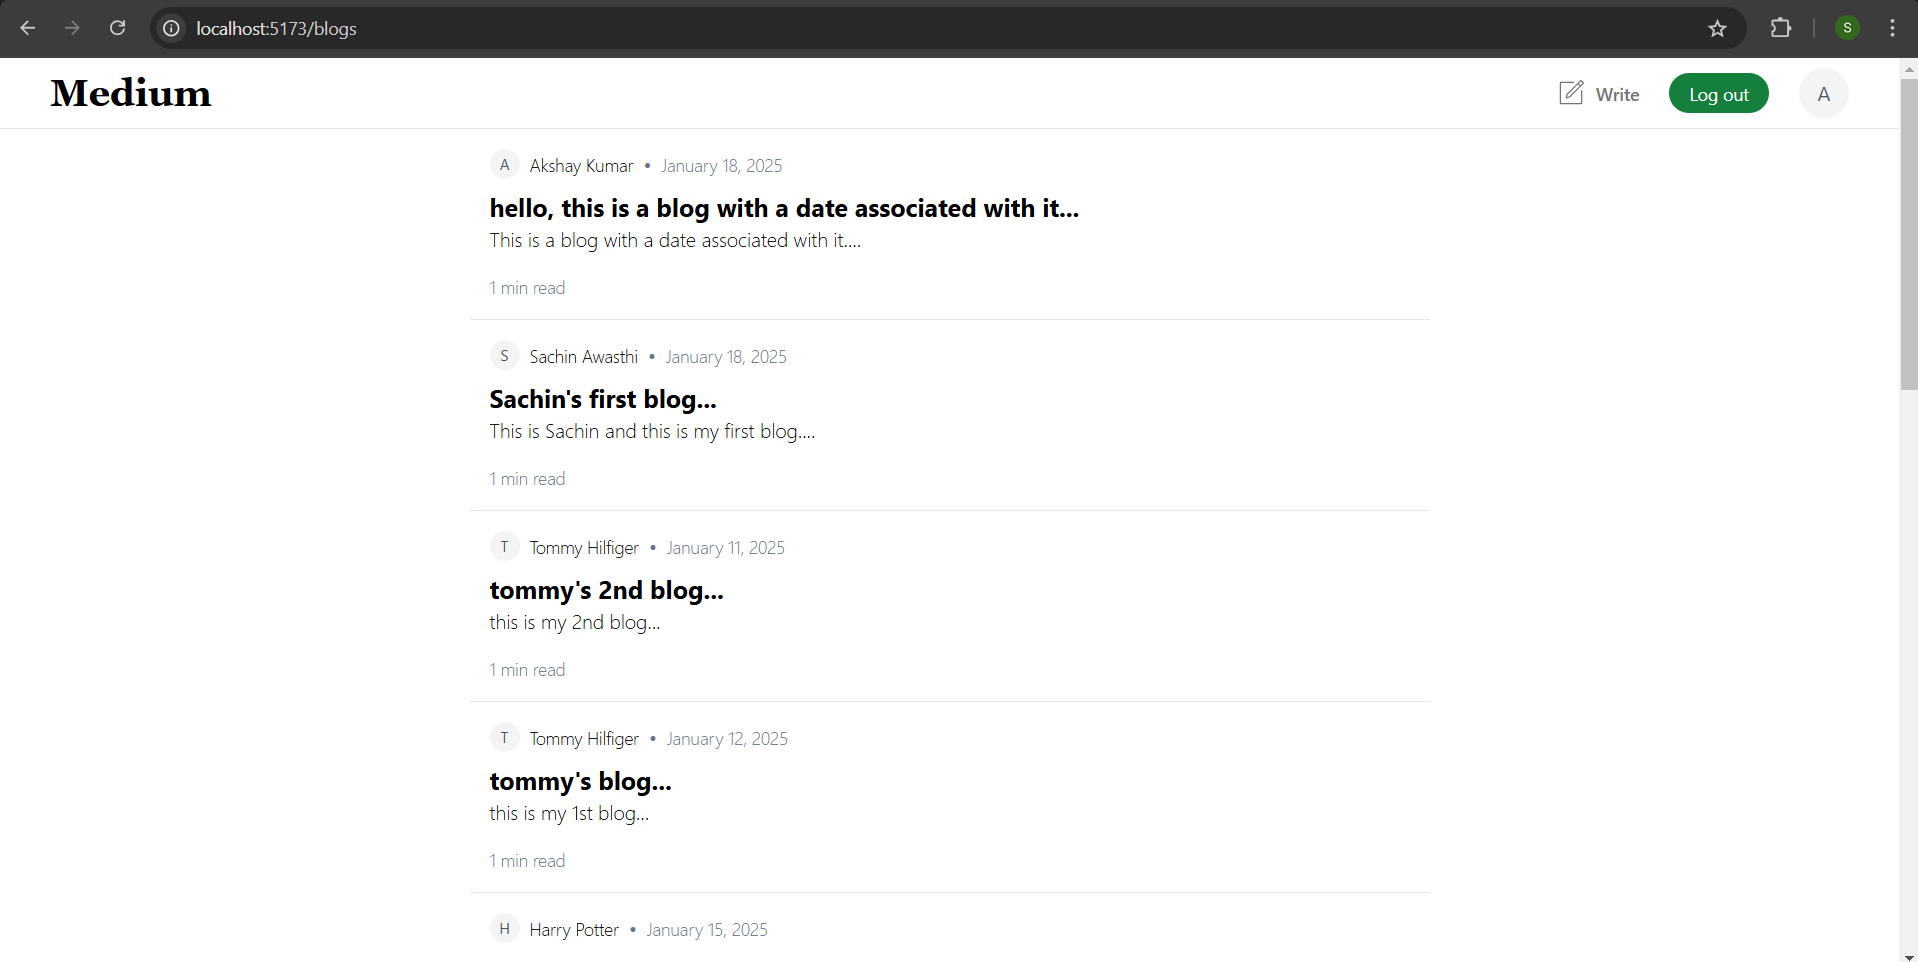 localhost:5173/blogs
S
Medium
Write
Log out
A
A Akshay Kumar • January 18, 2025
hello, this is a blog with a date associated with it...
This is a blog with a date associated with it....
1 min read
S Sachin Awasthi • January 18, 2025
Sachin's first blog...
This is Sachin and this is my first blog....
1 min read
T Tommy Hilfiger • January 11, 2025
tommy's 2nd blog...
this is my 2nd blog...
1 min read
T Tommy Hilfiger • January 12, 2025
tommy's blog...
this is my 1st blog...
1 min read
H Harry Potter • January 15, 2025